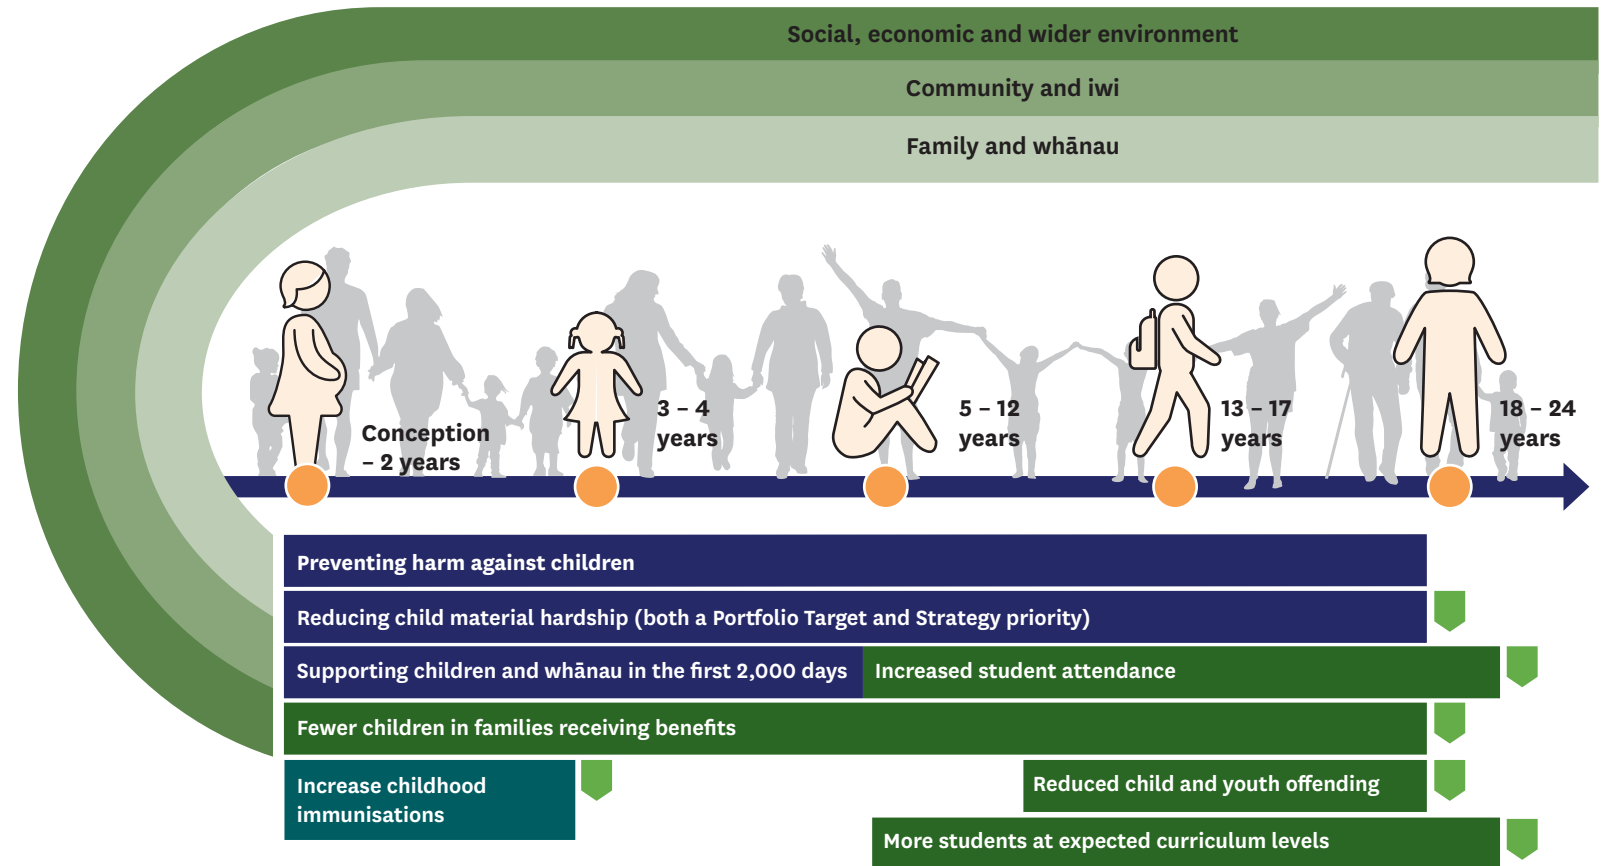 Social, economic and wider environment
Community and iwi
Family and whānau
Conception
– 2 years
3 – 4
years
5 – 12
years
13 – 17
years
18 – 24
years
Preventing harm against children
Reducing child material hardship (both a Portfolio Target and Strategy priority)
Supporting children and whānau in the first 2,000 days
Increased student attendance
Fewer children in families receiving benefits
Increase childhood
immunisations
Reduced child and youth offending
More students at expected curriculum levels